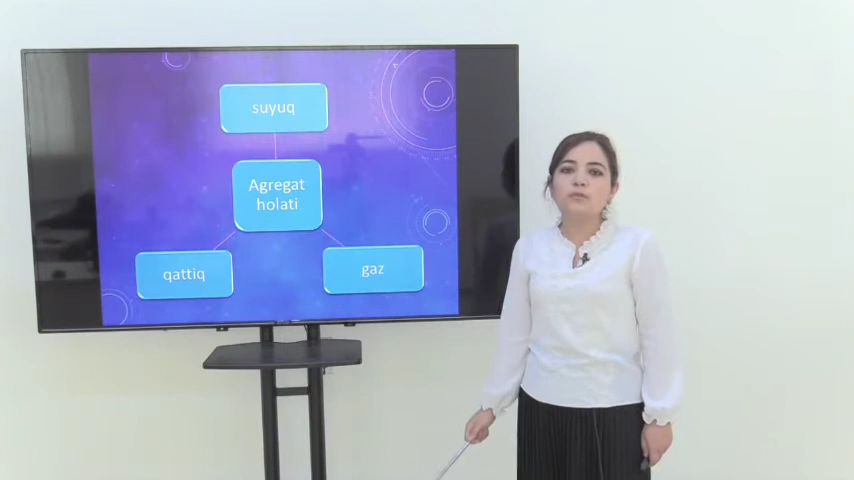 suyuq
Agregat
holati
qattiq
gaz